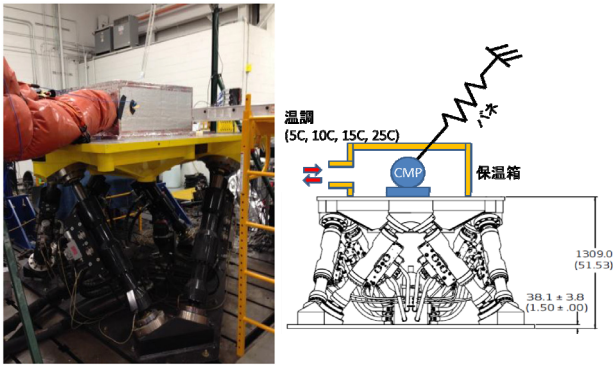 温調
(5C, 10C, 15C, 25C)
バネ
CMP
保温箱
1309.0
(51.53)
38.1 ± 3.8
(1.50 ± .00)